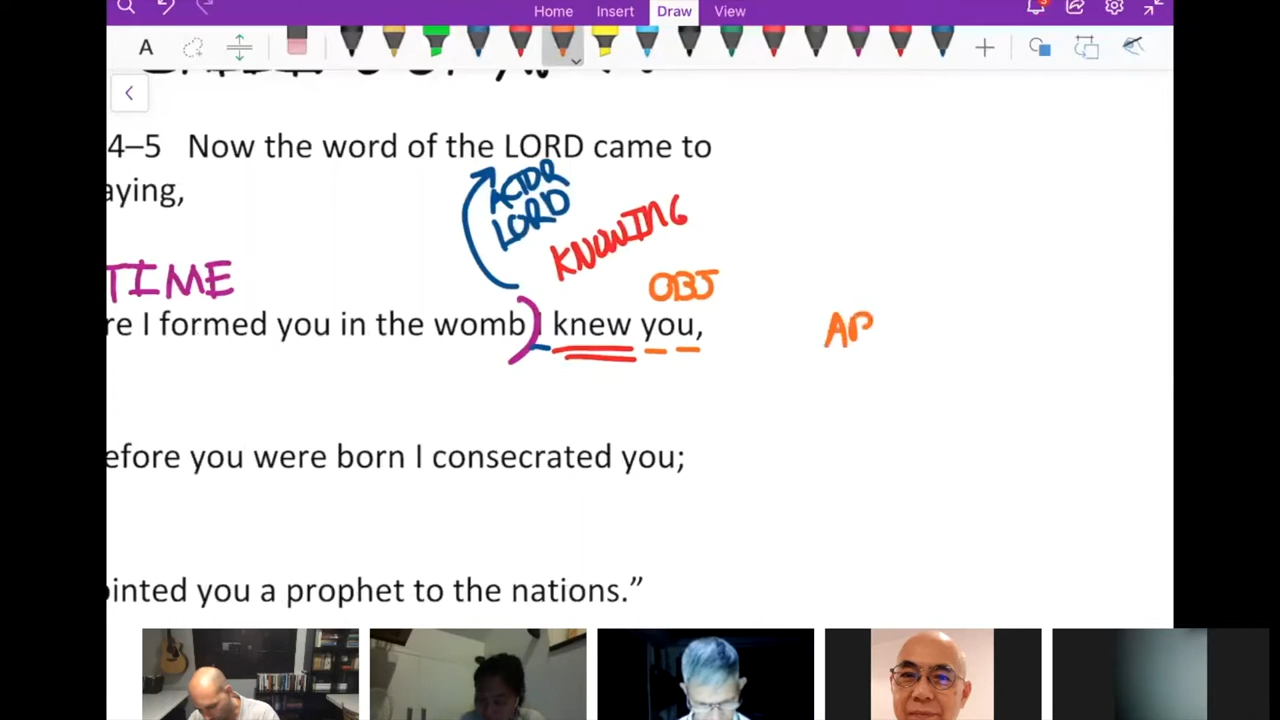 Home Insert Draw View
A
4–5 Now the word of the LORD came to
aying,
ACTOR
LORD
KNOWING
TIME
OBJ
re I formed you in the womb I knew you,
AP
efore you were born I consecrated you;
ointed you a prophet to the nations.”